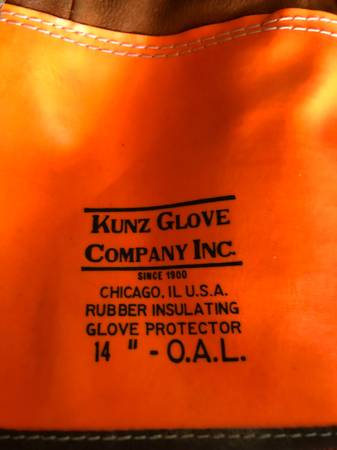 KUNZ GLOVE
COMPANY INC.
SINCE 1900
CHICAGO, IL U.S.A.
RUBBER INSULATING
GLOVE PROTECTOR
14 " - O.A.L.